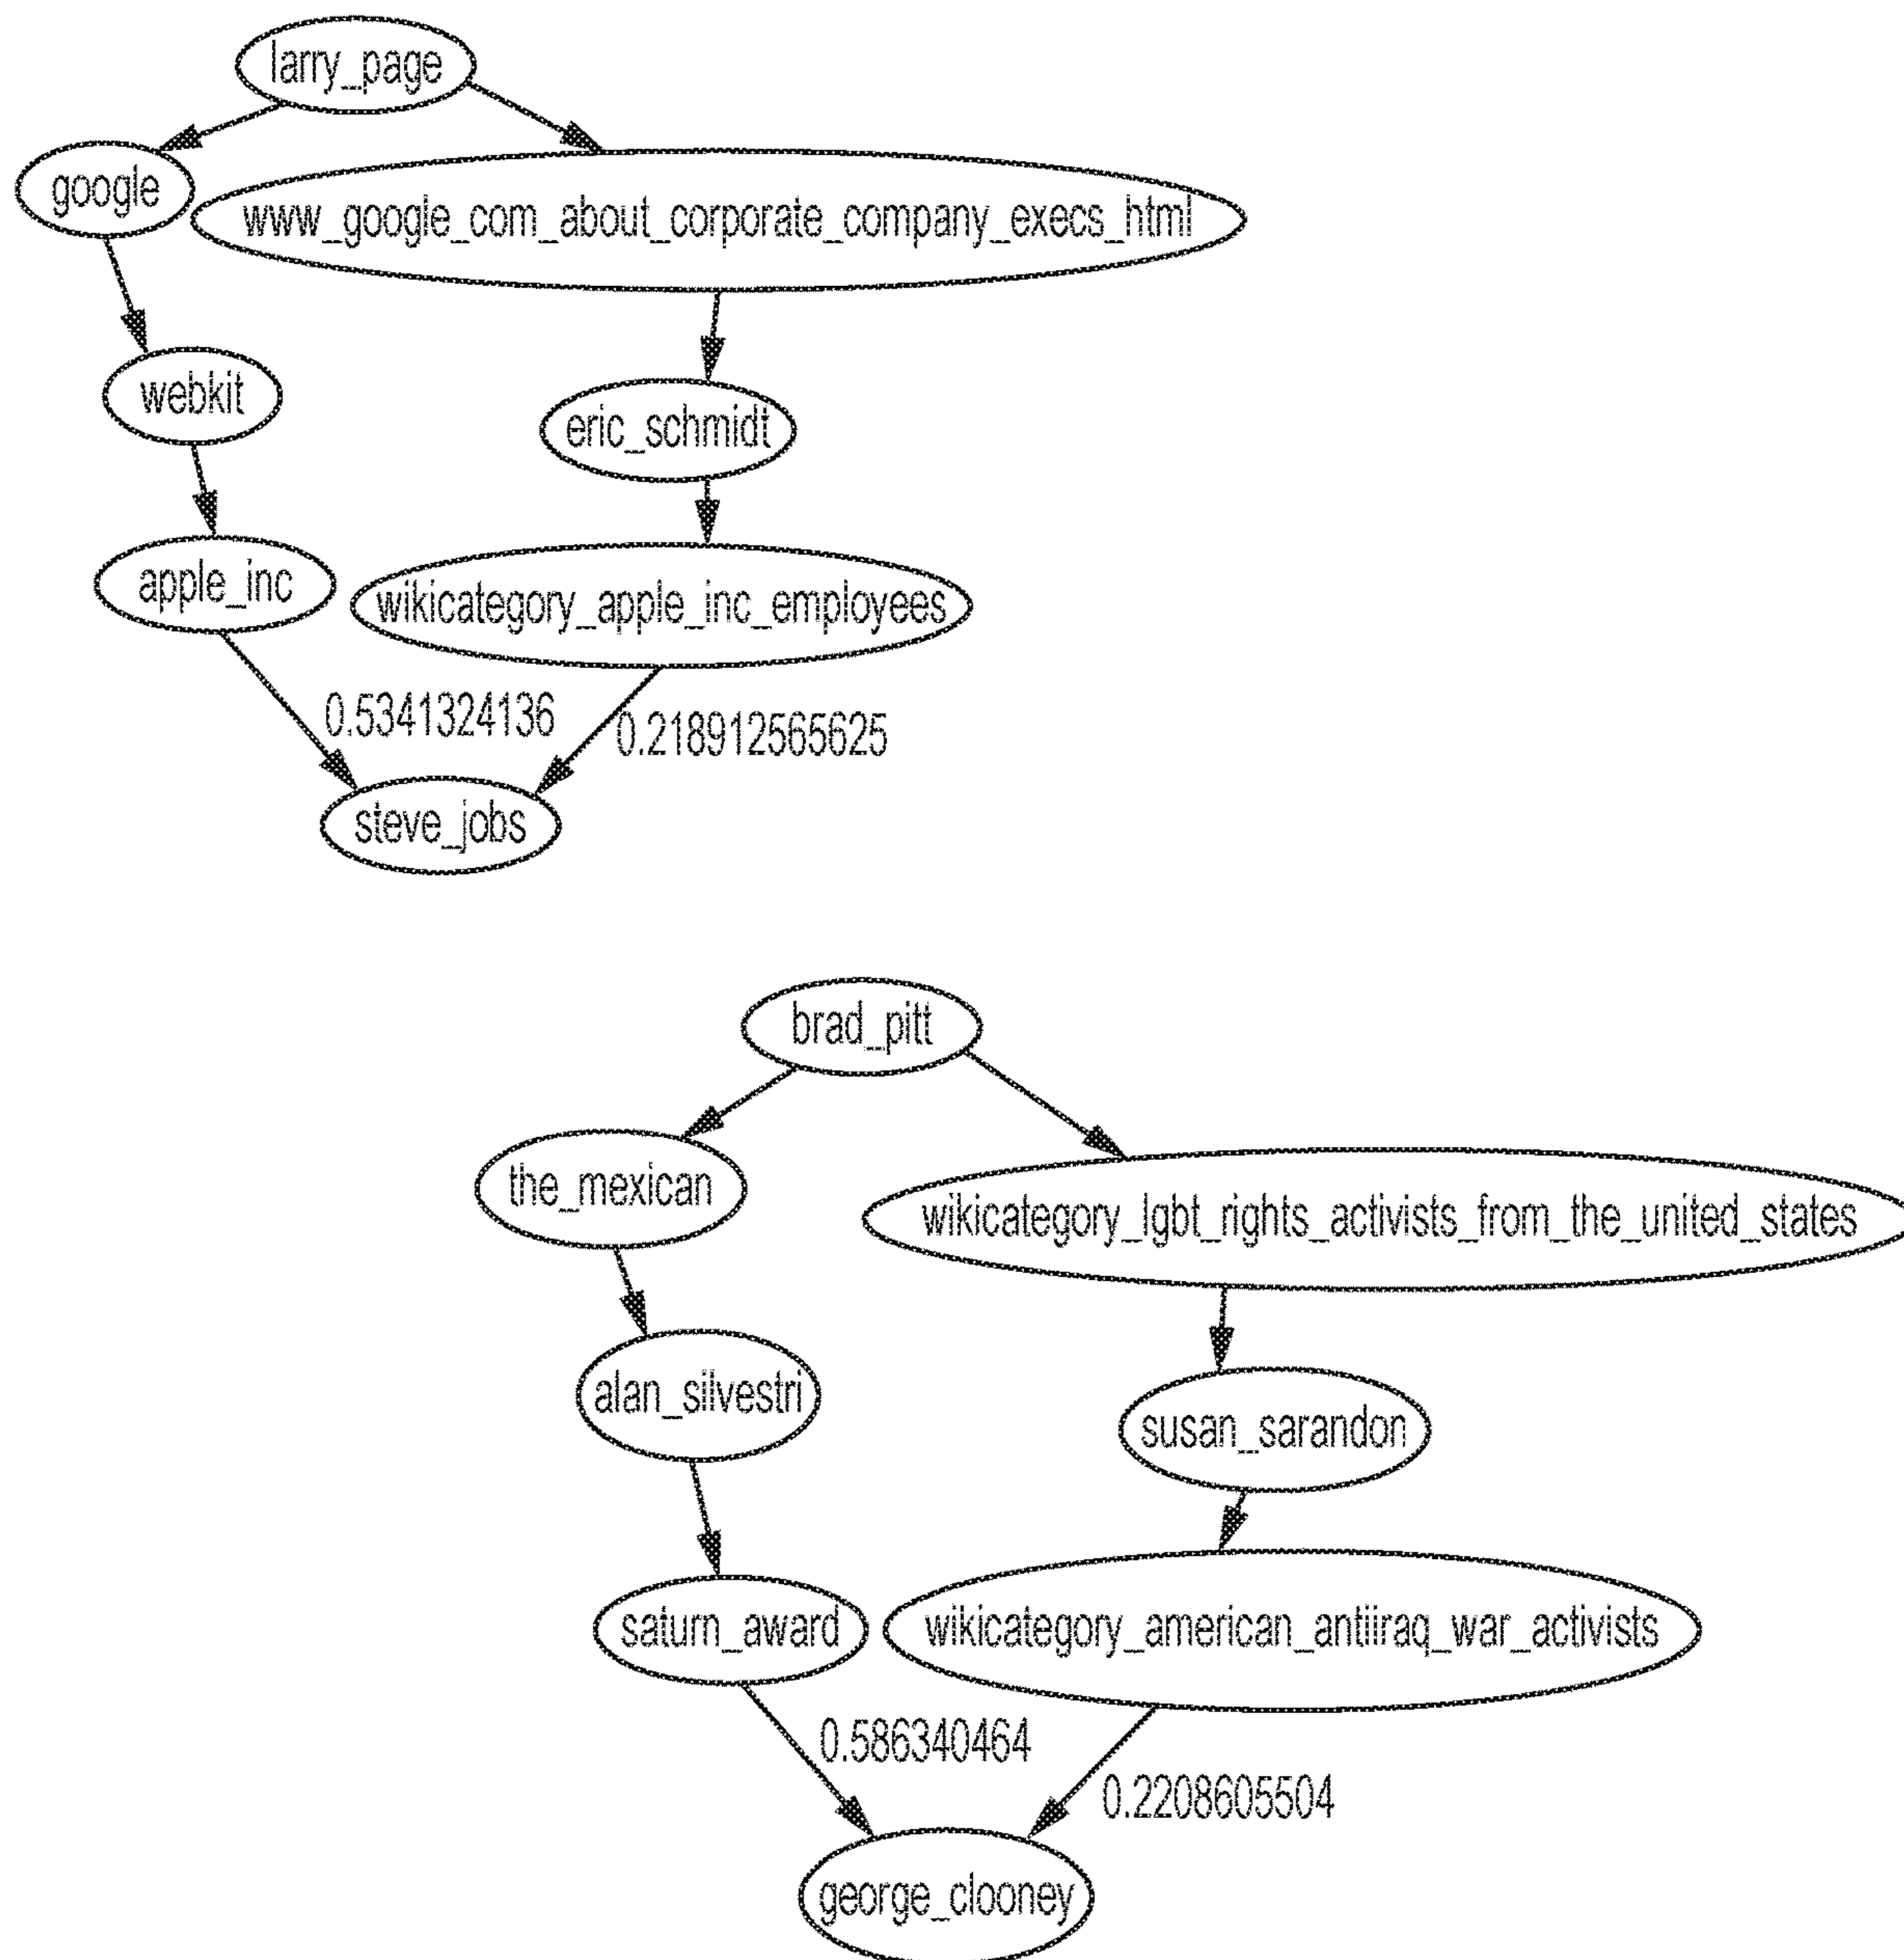 larry_page
google
www_google_com_about_corporate_company_execs_html
webkit
eric_schmidt
apple_inc
wikicategory_apple_inc_employees
0.5341324136
0.218912565625
steve_jobs
brad_pitt
the_mexican
wikicategory_lgbt_rights_activists_from_the_united_states
alan_silvestri
susan_sarandon
saturn_award
wikicategory_american_antiiraq_war_activists
0.586340464
0.2208605504
george_clooney